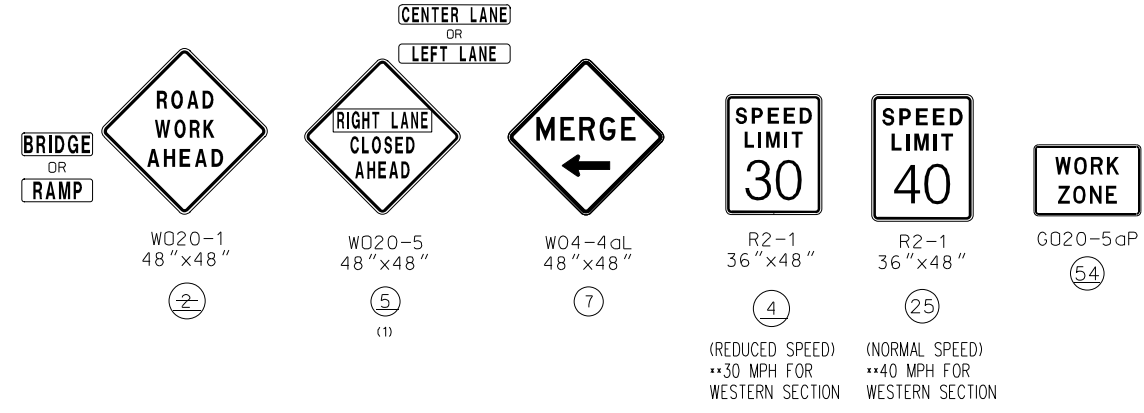 CENTER LANE
OR
LEFT LANE
BRIDGE
OR
RAMP
ROAD
WORK
AHEAD
WO20-1
48"x48"
2
RIGHT LANE
CLOSED
AHEAD
WO20-5
48"x48"
5
(1)
MERGE
WO4-4aL
48"x48"
7
SPEED
LIMIT
30
R2-1
36"x48"
4
(REDUCED SPEED)
**30 MPH FOR
WESTERN SECTION
SPEED
LIMIT
40
R2-1
36"x48"
25
(NORMAL SPEED)
**40 MPH FOR
WESTERN SECTION
WORK
ZONE
GO20-5aP
54